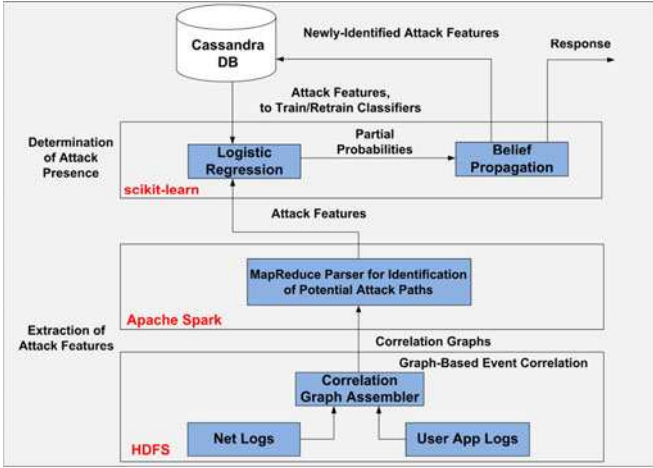 Cassandra
DB
Newly-Identified Attack Features
Response
Attack Features,
to Train/Retrain Classifiers
Determination
of Attack
Presence
Logistic
Regression
Partial
Probabilities
Belief
Propagation
scikit-learn
Attack Features
MapReduce Parser for Identification
of Potential Attack Paths
Apache Spark
Extraction of
Attack Features
Correlation Graphs
Graph-Based Event Correlation
Correlation
Graph Assembler
Net Logs
User App Logs
HDFS